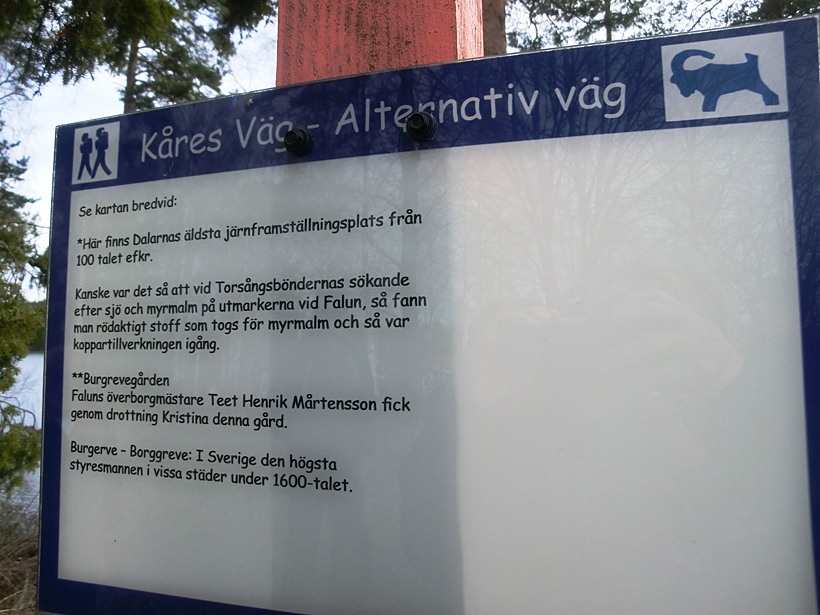 Kåres Väg - Alternativ väg
Se kartan bredvid:
*Här finns Dalarnas äldsta järnframställningsplats från
100 talet efkr.
Kanske var det så att vid Torsångsböndernas sökande
efter sjö och myrmalm på utmarkerna vid Falun, så fann
man rödaktigt stoff som togs för myrmalm och så var
koppartillverkningen igång.
**Burgrevegården
Faluns överborgmästare Teet Henrik Mårtensson fick
genom drottning Kristina denna gård.
Burgerve - Borggreve: I Sverige den högsta
styresmannen i vissa städer under 1600-talet.